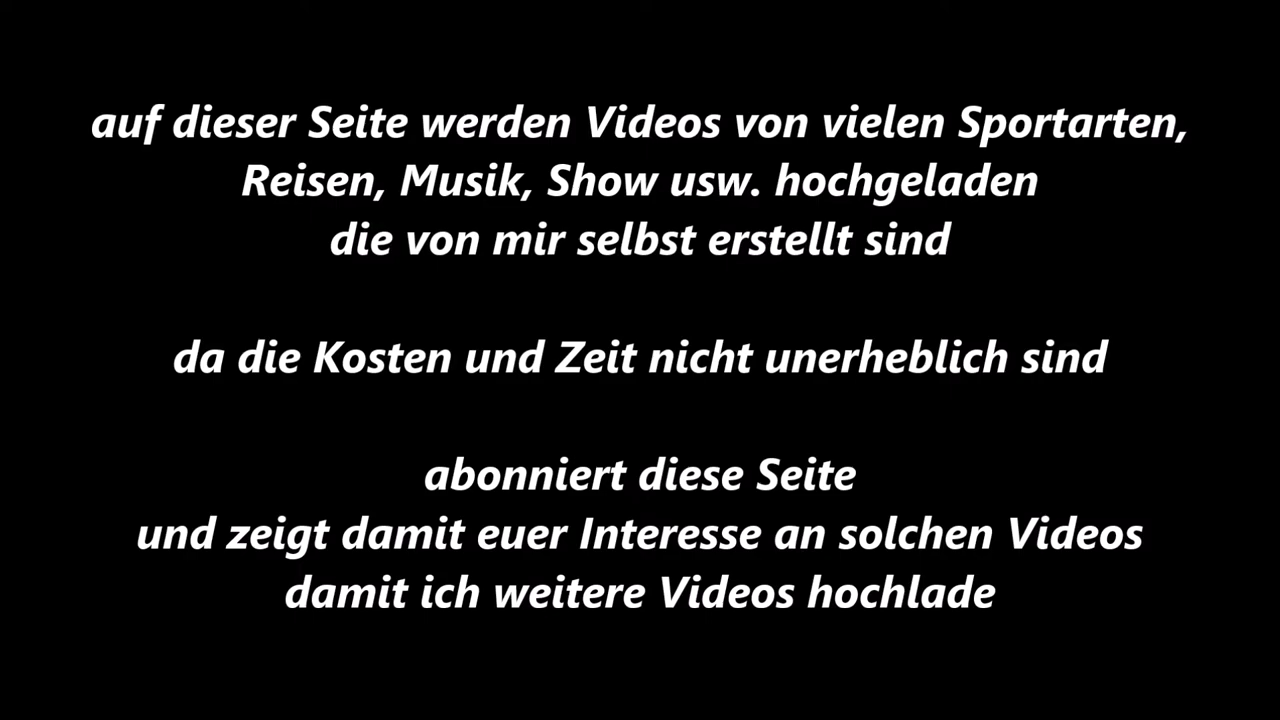 auf dieser Seite werden Videos von vielen Sportarten,
Reisen, Musik, Show usw. hochgeladen
die von mir selbst erstellt sind
da die Kosten und Zeit nicht unerheblich sind
abonniert diese Seite
und zeigt damit euer Interesse an solchen Videos
damit ich weitere Videos hochlade